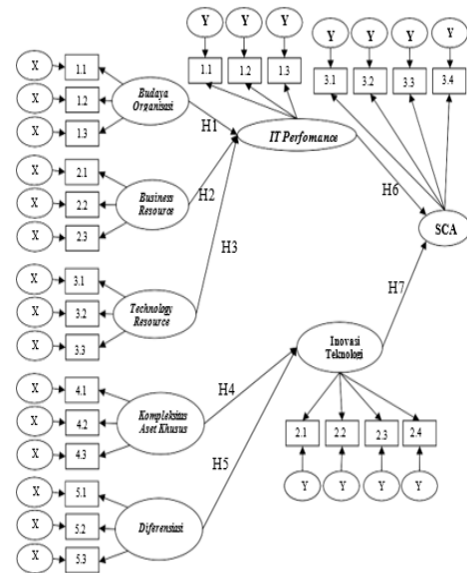 Y Y Y
1.1 1.2 1.3
Y Y Y Y
3.1 3.2 3.3 3.4
X 1.1
X 1.2
X 1.3
Budaya
Organisasi
H1
IT Perfomance
X 2.1
X 2.2
X 2.3
Business
Resource
H2
H3
H6
SCA
H7
X 3.1
X 3.2
X 3.3
Technology
Resource
Inovasi
Teknologi
X 4.1
X 4.2
X 4.3
Kompleksitas
Aset Khusus
H4
H5
2.1 2.2 2.3 2.4
Y Y Y Y
X 5.1
X 5.2
X 5.3
Diferensiasi